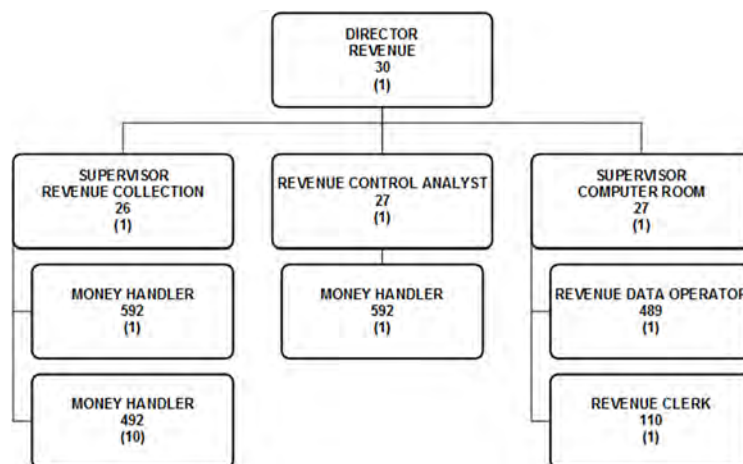 DIRECTOR
REVENUE
30
(1)
SUPERVISOR
REVENUE COLLECTION
26
(1)
REVENUE CONTROL ANALYST
27
(1)
SUPERVISOR
COMPUTER ROOM
27
(1)
MONEY HANDLER
592
(1)
MONEY HANDLER
592
(1)
REVENUE DATA OPERATOR
489
(1)
MONEY HANDLER
492
(10)
REVENUE CLERK
110
(1)